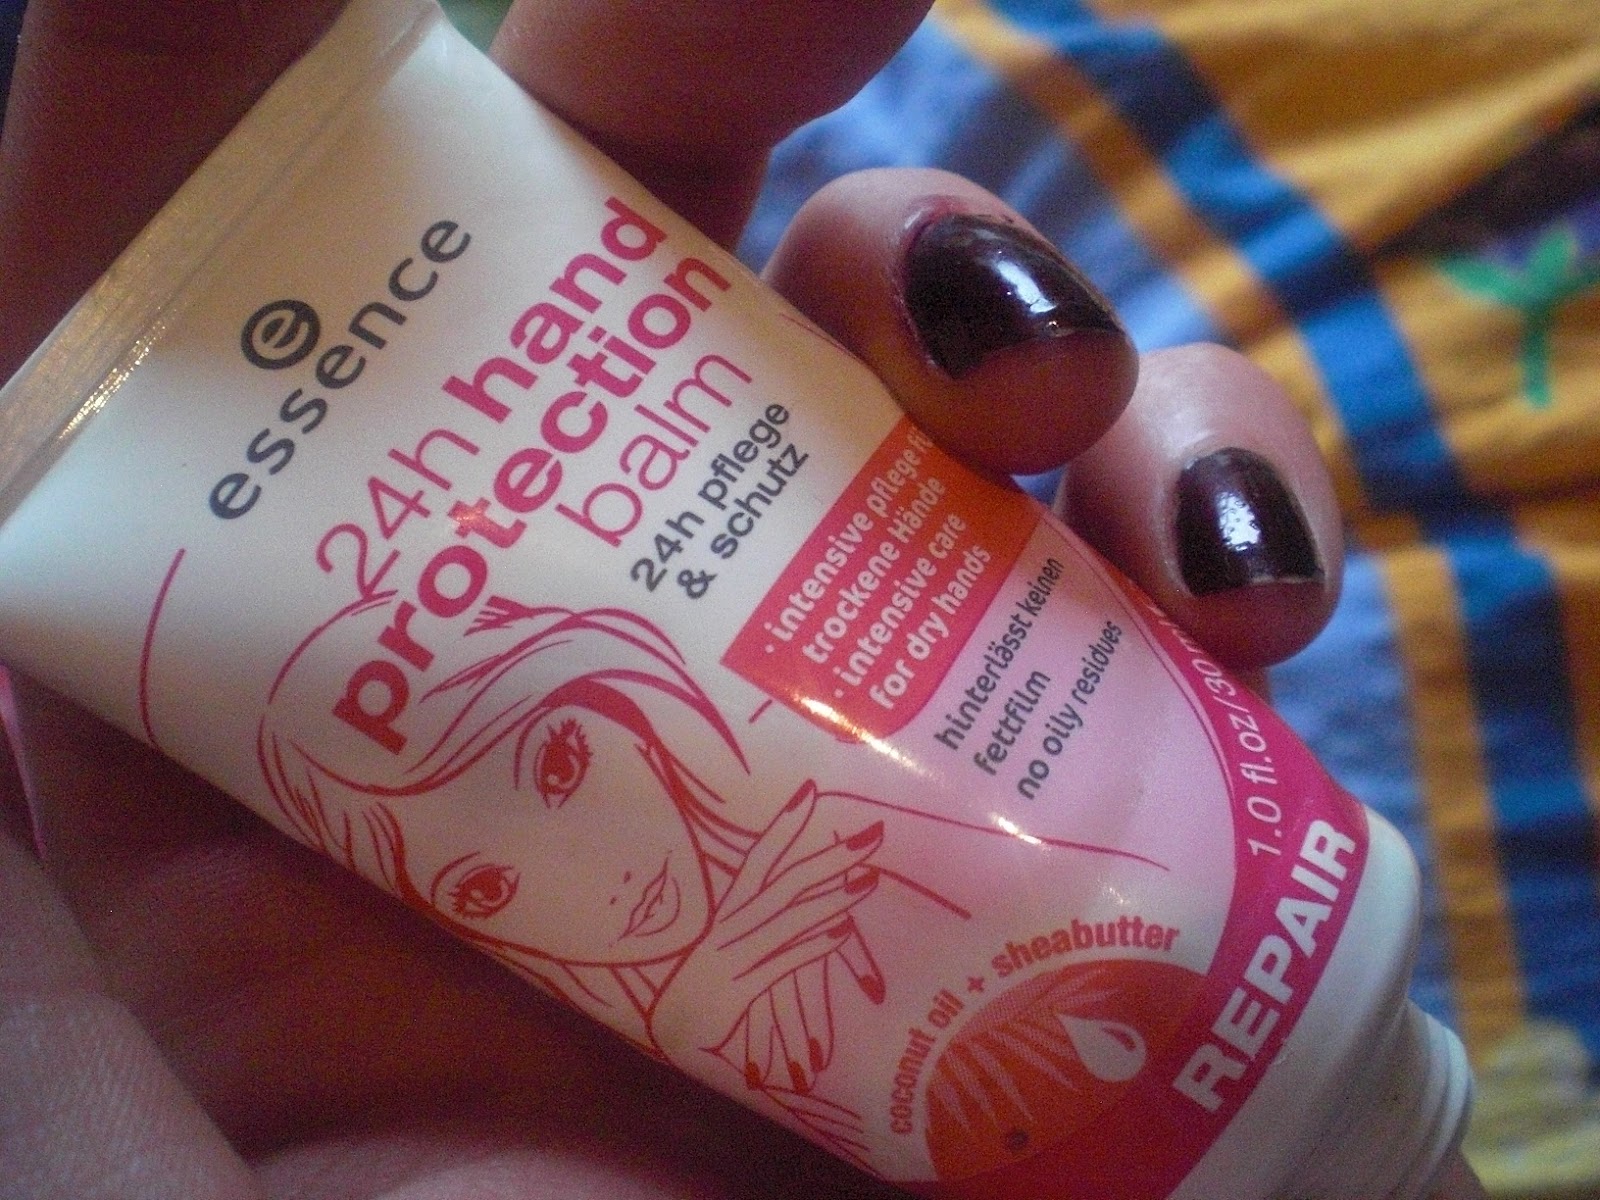 e
essence
24h hand
protection
balm
24h pflege
& schutz
· intensive pflege
trockene Hände
· intensive care
for dry hands
hinterlässt keinen
fettfilm
no oily residues
1.0 fl.oz/30
REPAIR
coconut oil + sheabutter